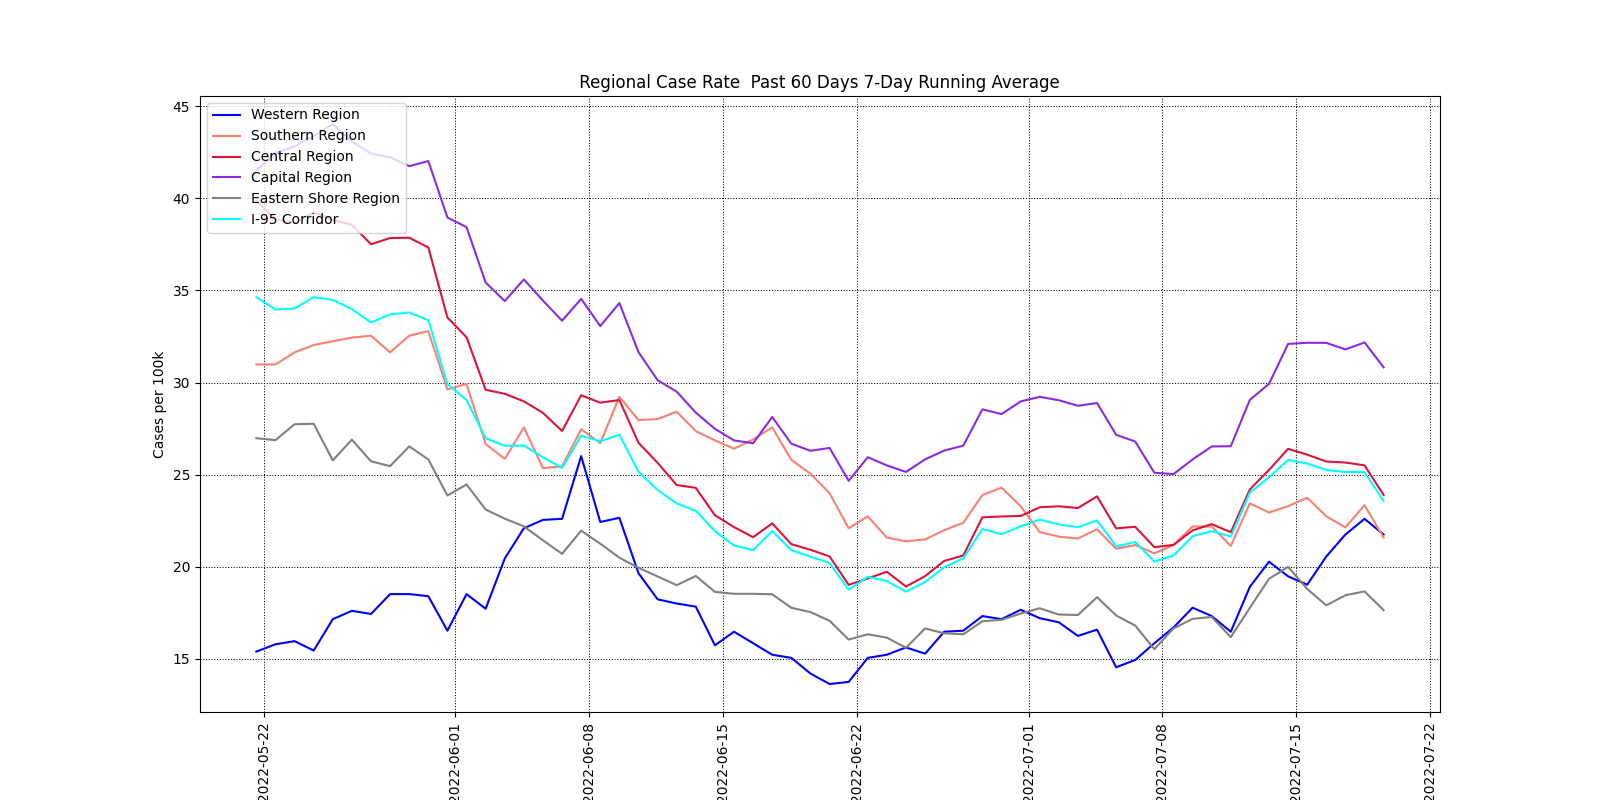 Regional Case Rate  Past 60 Days 7-Day Running Average
45
40
35
30
25
20
15
Cases per 100k
Western Region
Southern Region
Central Region
Capital Region
Eastern Shore Region
I-95 Corridor
2022-05-22
2022-06-01
2022-06-08
2022-06-15
2022-06-22
2022-07-01
2022-07-08
2022-07-15
2022-07-22